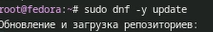 root@fedora:~# sudo dnf -y update
Обновление и загрузка репозиториев: